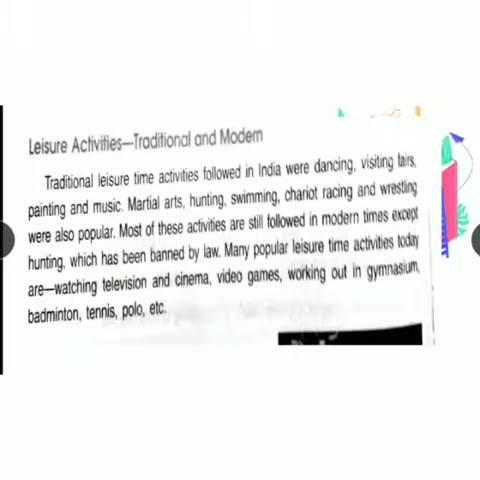 Leisure Activities—Traditional and Modern
Traditional leisure time activities followed in India were dancing, visiting fairs,
painting and music. Martial arts, hunting, swimming, chariot racing and wrestling
were also popular. Most of these activities are still followed in modern times except
hunting, which has been banned by law. Many popular leisure time activities today
are—watching television and cinema, video games, working out in gymnasium,
badminton, tennis, polo, etc.